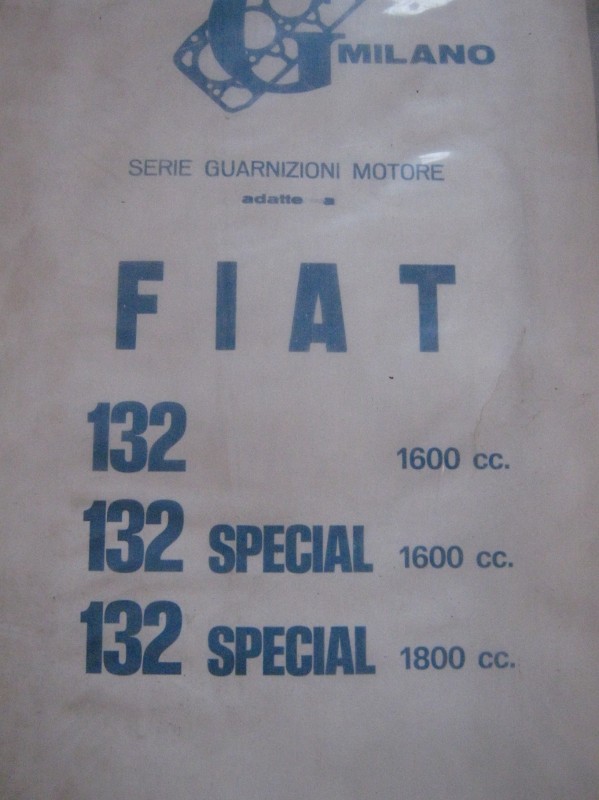 G MILANO
SERIE GUARNIZIONI MOTORE
adatte a
FIAT
132 1600 cc.
132 SPECIAL 1600 cc.
132 SPECIAL 1800 cc.